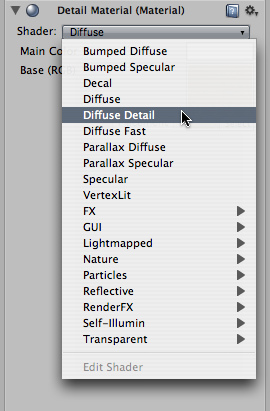 Detail Material (Material)
Shader: Diffuse
Main Co
Base (RG
Bumped Diffuse
Bumped Specular
Decal
Diffuse
Diffuse Detail
Diffuse Fast
Parallax Diffuse
Parallax Specular
Specular
VertexLit
FX
GUI
Lightmapped
Nature
Particles
Reflective
RenderFX
Self-Illumin
Transparent
Edit Shader